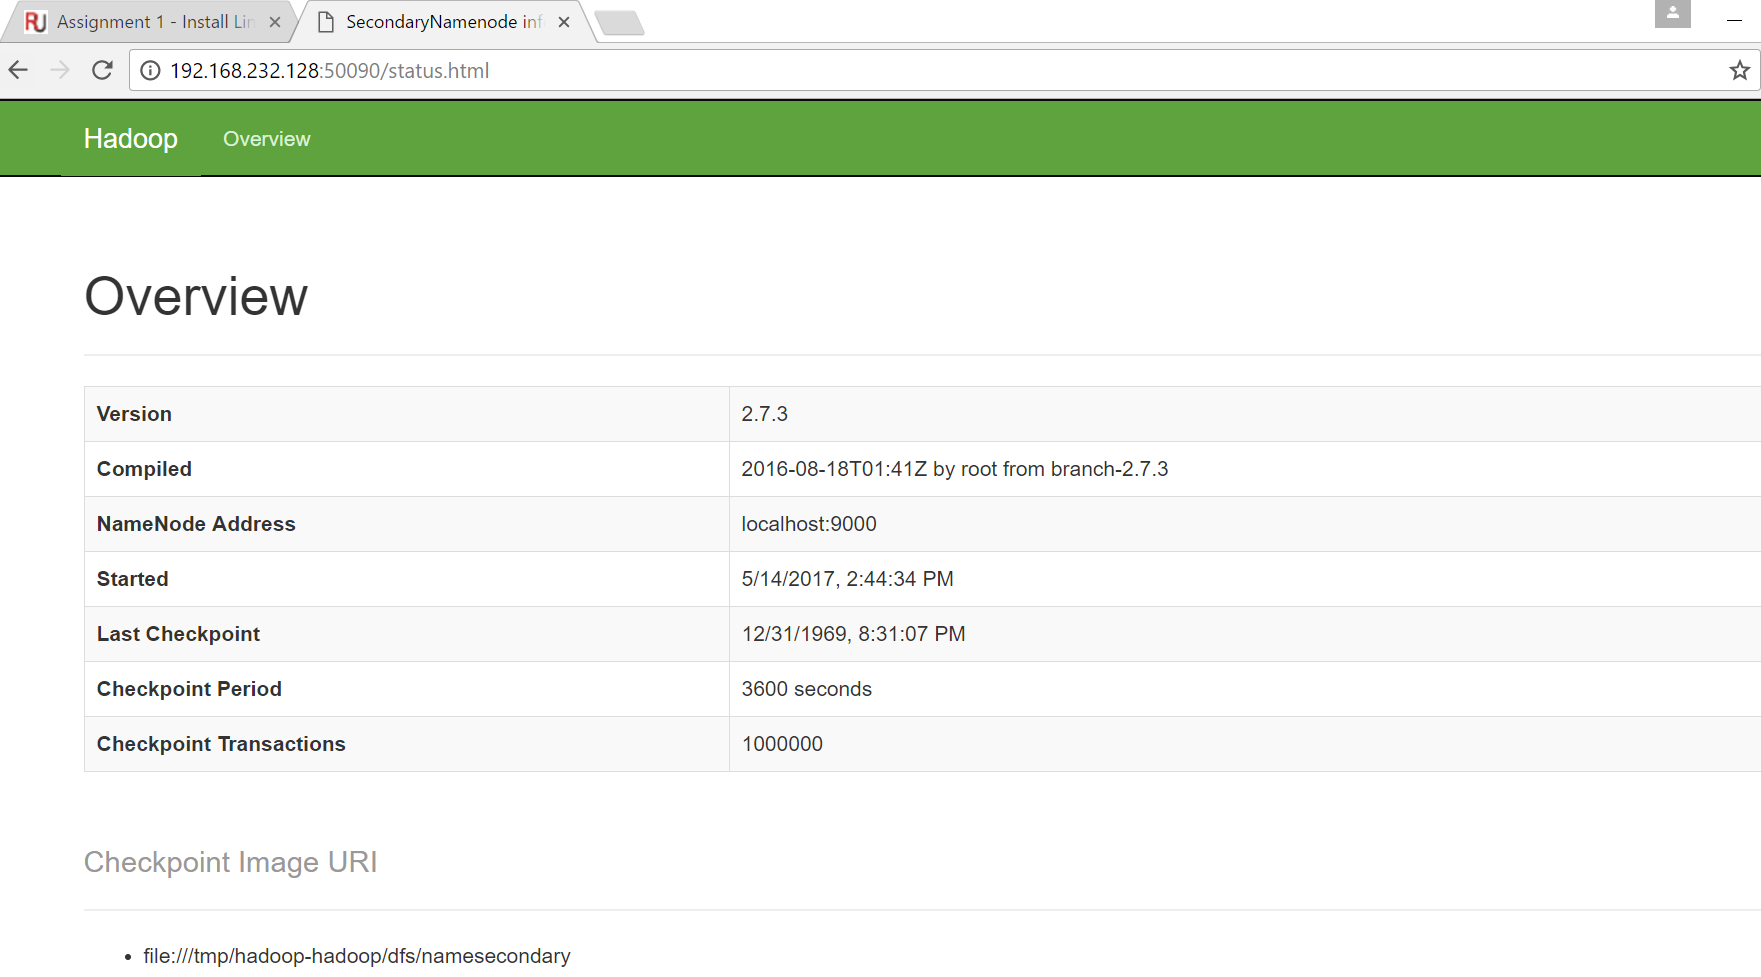 RU Assignment 1 - Install Lin
SecondaryNamenode inf
192.168.232.128:50090/status.html
Hadoop Overview
Overview
Version 2.7.3
Compiled 2016-08-18T01:41Z by root from branch-2.7.3
NameNode Address localhost:9000
Started 5/14/2017, 2:44:34 PM
Last Checkpoint 12/31/1969, 8:31:07 PM
Checkpoint Period 3600 seconds
Checkpoint Transactions 1000000
Checkpoint Image URI
• file:///tmp/hadoop-hadoop/dfs/namesecondary